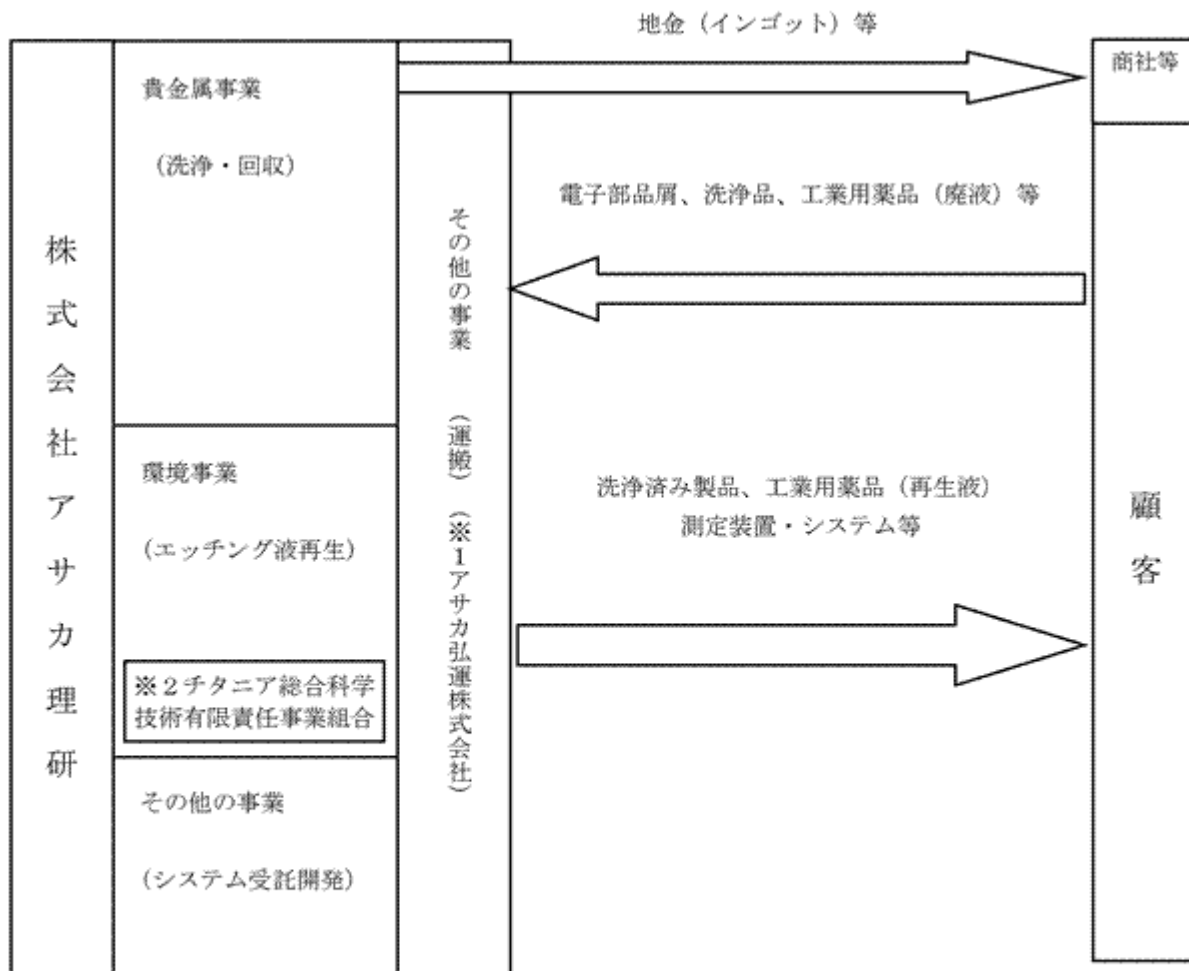 地金（インゴット）等
商社等
貴金属事業
（洗浄・回収）
電子部品屑、洗浄品、工業用薬品（廃液）等
株式会社アサカ理研
その他の事業　（運搬）（※１アサカ弘運株式会社）
環境事業
（エッチング液再生）
洗浄済み製品、工業用薬品（再生液）
測定装置・システム等
顧客
※２チタニア総合科学
技術有限責任事業組合
その他の事業
（システム受託開発）